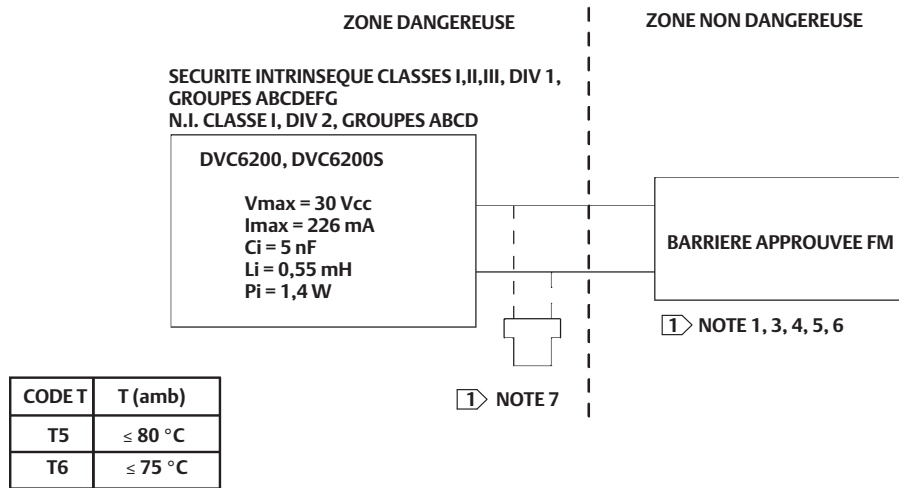 ZONE DANGEREUSE
ZONE NON DANGEREUSE
SECURITE INTRINSEQUE CLASSES I,II,III, DIV 1,
GROUPES ABCDEFG
N.I. CLASSE I, DIV 2, GROUPES ABCD
DVC6200, DVC6200S
Vmax = 30 Vcc
Imax = 226 mA
Ci = 5 nF
Li = 0,55 mH
Pi = 1,4 W
BARRIERE APPROUVEE FM
1 NOTE 1, 3, 4, 5, 6
1 NOTE 7
CODE T T (amb)
T5 ≤ 80 °C
T6 ≤ 75 °C